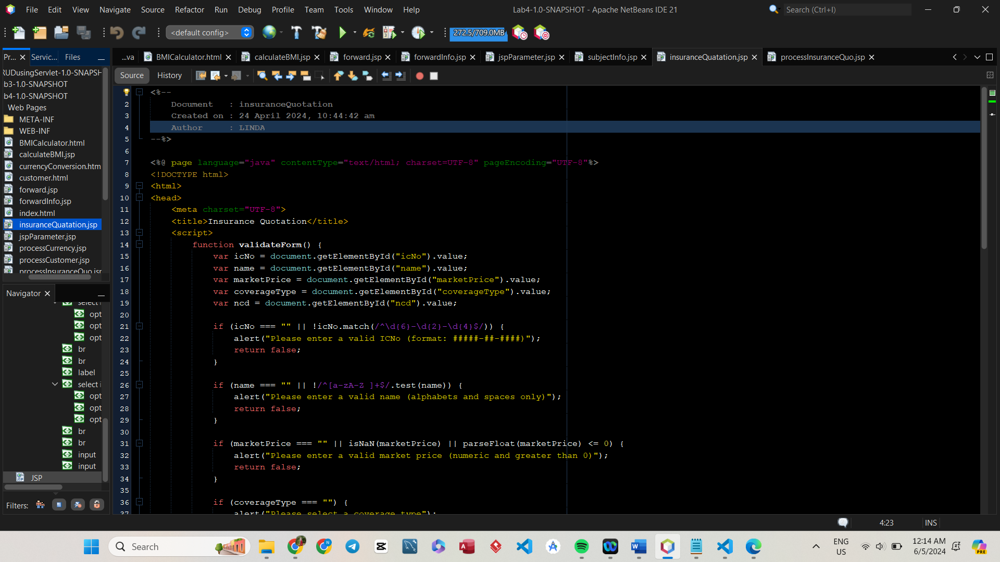 File Edit View Navigate Source Refactor Run Debug Profile Team Tools Window Help
Lab4-1.0-SNAPSHOT - Apache NetBeans IDE 21
Search (Ctrl+I)
<default config>
272.5/709.0MB
Pr... Servic... Files
...va BMICalculator.html calculateBMI.jsp forward.jsp forwardInfo.jsp jspParameter.jsp subjectInfo.jsp insuranceQuatation.jsp processInsuranceQuo.jsp
Source History
RUDusingServlet-1.0-SNAPSH
b3-1.0-SNAPSHOT
b4-1.0-SNAPSHOT
Web Pages
META-INF
WEB-INF
BMICalculator.html
calculateBMI.jsp
currencyConversion.htm
customer.html
forward.jsp
forwardInfo.jsp
index.html
insuranceQuatation.jsp
jspParameter.jsp
processCurrency.jsp
processCustomer.jsp
processInsuranceQuo.jsp
Navigator
select i
opt
opt
opt
br
br
label
select i
opt
opt
opt
br
br
input
input
JSP
Filters:
<%--
2 Document : insuranceQuotation
3 Created on : 24 April 2024, 10:44:42 am
4 Author : LINDA
5 --%>
6
7 <%@ page language="java" contentType="text/html; charset=UTF-8" pageEncoding="UTF-8"%>
8 <!DOCTYPE html>
9 <html>
10 <head>
11 <meta charset="UTF-8">
12 <title>Insurance Quotation</title>
13 <script>
14 function validateForm() {
15 var icNo = document.getElementById("icNo").value;
16 var name = document.getElementById("name").value;
17 var marketPrice = document.getElementById("marketPrice").value;
18 var coverageType = document.getElementById("coverageType").value;
19 var ncd = document.getElementById("ncd").value;
20
21 if (icNo === "" || !icNo.match(/^\d{6}-\d{2}-\d{4}$/)) {
22 alert("Please enter a valid ICNo (format: #####-##-####)");
23 return false;
24 }
25
26 if (name === "" || !/^[a-zA-Z ]+$/.test(name)) {
27 alert("Please enter a valid name (alphabets and spaces only)");
28 return false;
29 }
30
31 if (marketPrice === "" || isNaN(marketPrice) || parseFloat(marketPrice) <= 0) {
32 alert("Please enter a valid market price (numeric and greater than 0)");
33 return false;
34 }
35
36 if (coverageType === "") {
37 alert("Please select a coverage type");
4:23 INS
Search
ENG
US
12:14 AM
6/5/2024
PRE